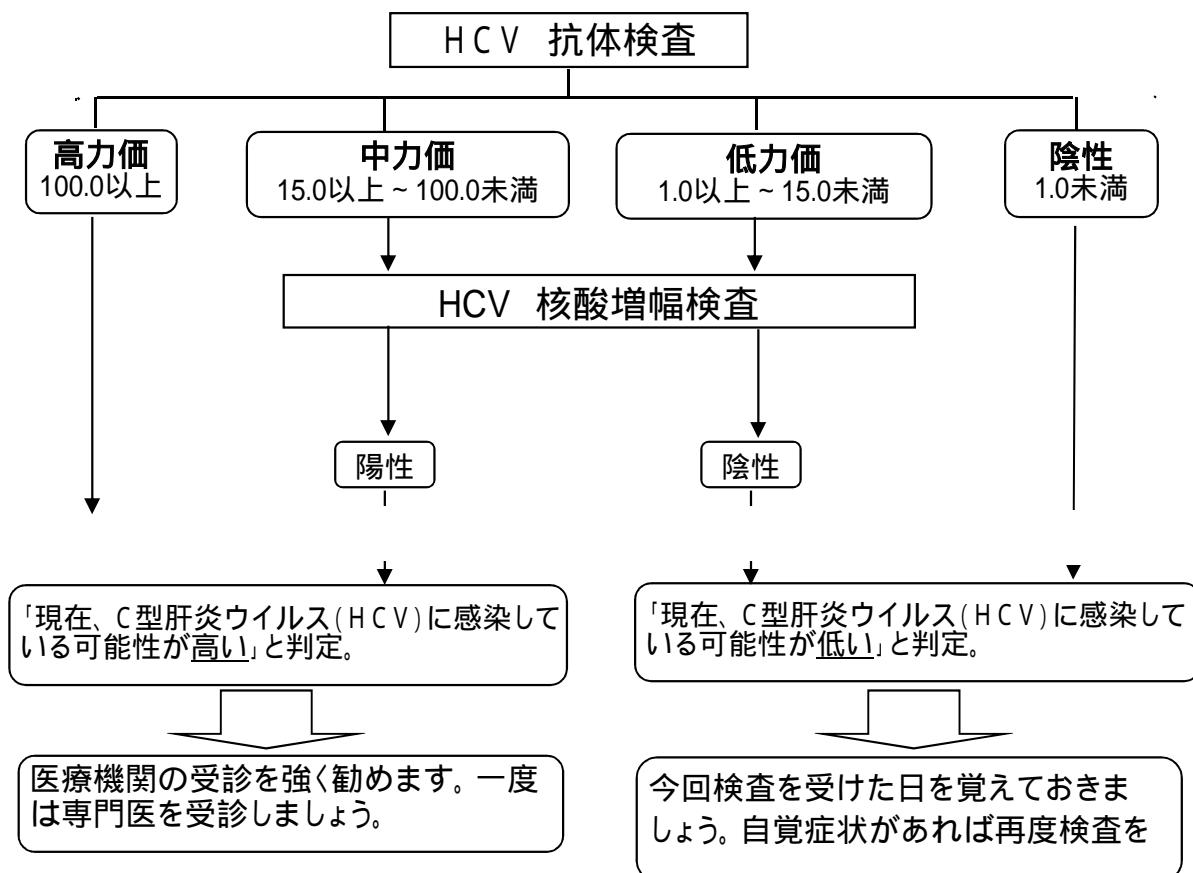 HCV 抗体検査
高力価
100.0以上
中力価
15.0以上~100.0未満
低力価
1.0以上~15.0未満
陰性
1.0未満
HCV 核酸増幅検査
陽性
陰性
「現在、C型肝炎ウイルス(HCV)に感染して
いる可能性が高い」と判定。
「現在、C型肝炎ウイルス(HCV)に感染して
いる可能性が低い」と判定。
医療機関の受診を強く勧めます。一度
は専門医を受診しましょう。
今回検査を受けた日を覚えておきま
しょう。自覚症状があれば再度検査を